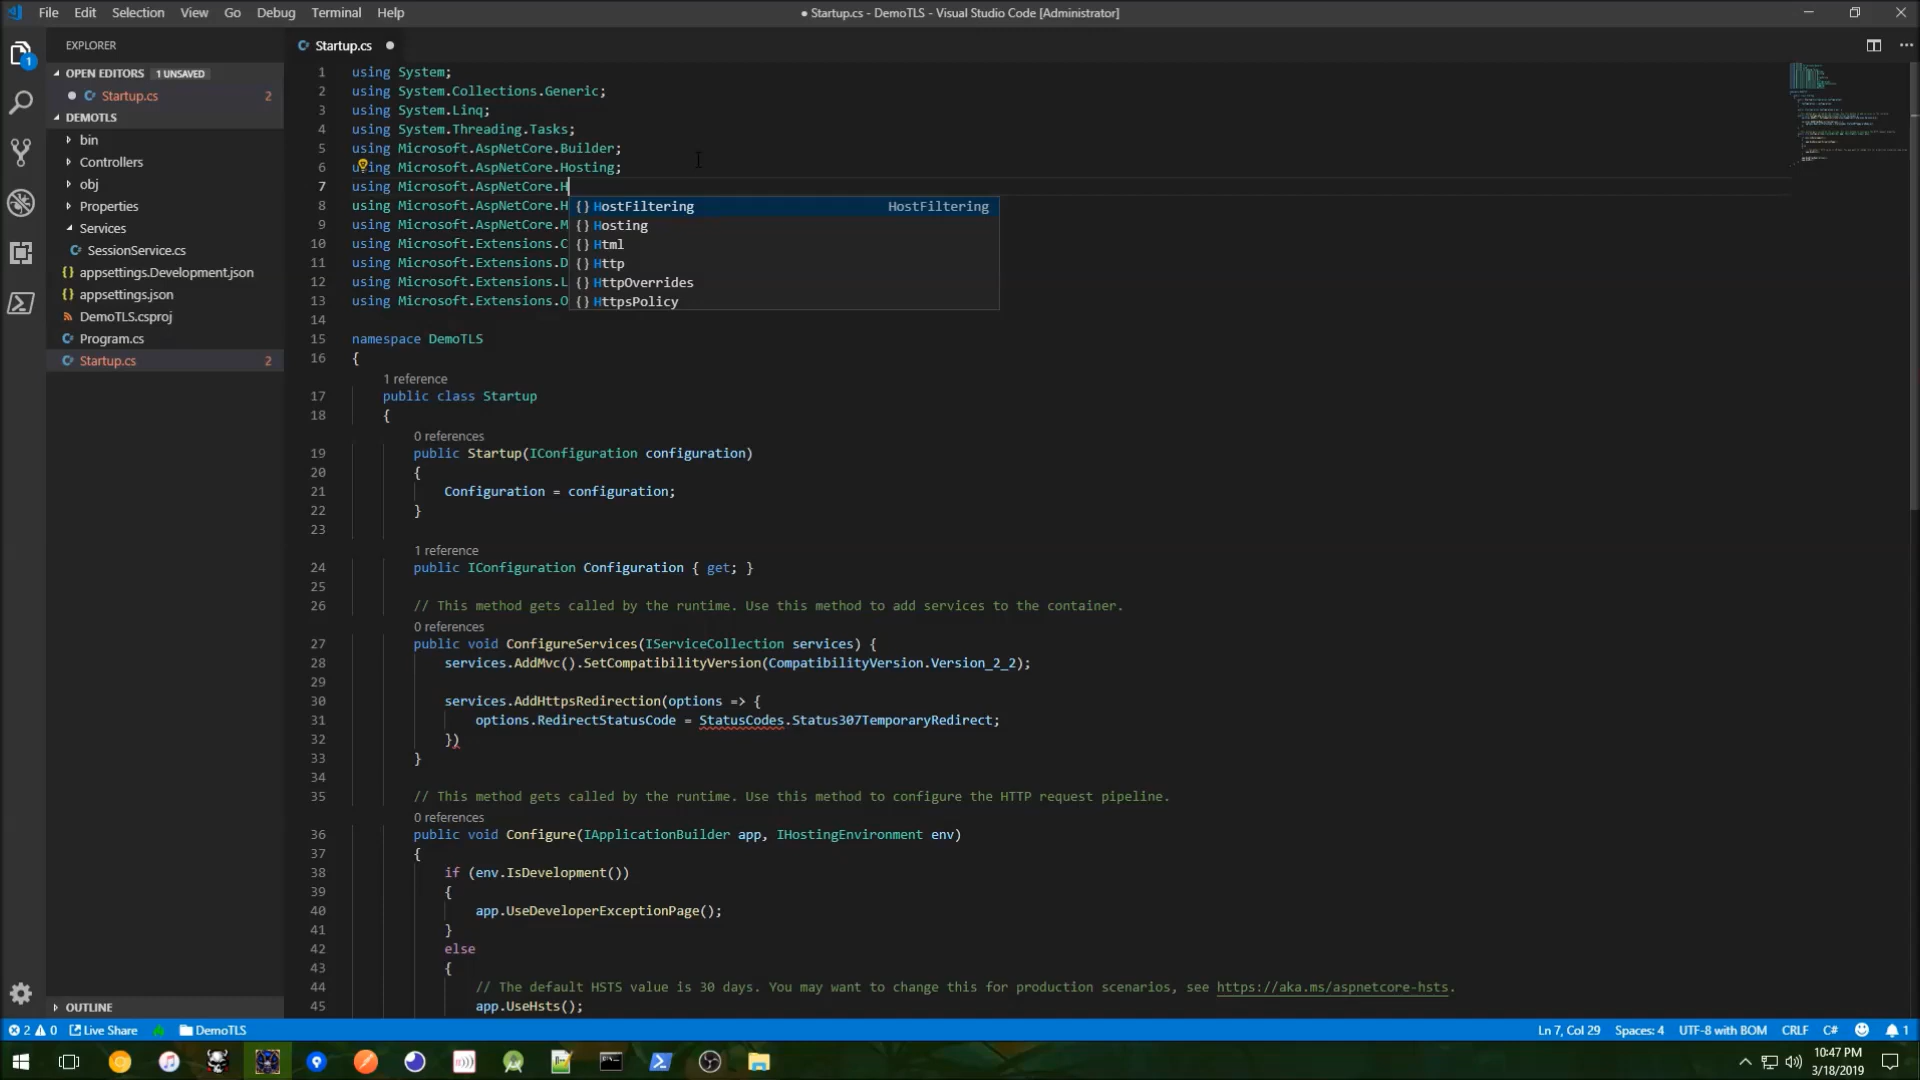 File Edit Selection View Go Debug Terminal Help
● Startup.cs - DemoTLS - Visual Studio Code [Administrator]
EXPLORER
OPEN EDITORS 1 UNSAVED
Startup.cs 2
DEMOTLS
bin
Controllers
obj
Properties
Services
SessionService.cs
appsettings.Development.json
appsettings.json
DemoTLS.csproj
Program.cs
Startup.cs 2
OUTLINE
1
Startup.cs
1 using System;
2 using System.Collections.Generic;
3 using System.Linq;
4 using System.Threading.Tasks;
5 using Microsoft.AspNetCore.Builder;
6 using Microsoft.AspNetCore.Hosting;
7 using Microsoft.AspNetCore.H
8 using Microsoft.AspNetCore.H
9 using Microsoft.AspNetCore.M
10 using Microsoft.Extensions.C
11 using Microsoft.Extensions.D
12 using Microsoft.Extensions.L
13 using Microsoft.Extensions.O
{} HostFiltering HostFiltering
{} Hosting
{} Html
{} Http
{} HttpOverrides
{} HttpsPolicy
14
15 namespace DemoTLS
16 {
1 reference
17 public class Startup
18 {
0 references
19 public Startup(IConfiguration configuration)
20 {
21 Configuration = configuration;
22 }
23
1 reference
24 public IConfiguration Configuration { get; }
25
26 // This method gets called by the runtime. Use this method to add services to the container.
0 references
27 public void ConfigureServices(IServiceCollection services) {
28 services.AddMvc().SetCompatibilityVersion(CompatibilityVersion.Version_2_2);
29
30 services.AddHttpsRedirection(options => {
31 options.RedirectStatusCode = StatusCodes.Status307TemporaryRedirect;
32 })
33 }
34
35 // This method gets called by the runtime. Use this method to configure the HTTP request pipeline.
0 references
36 public void Configure(IApplicationBuilder app, IHostingEnvironment env)
37 {
38 if (env.IsDevelopment())
39 {
40 app.UseDeveloperExceptionPage();
41 }
42 else
43 {
44 // The default HSTS value is 30 days. You may want to change this for production scenarios, see https://aka.ms/aspnetcore-hsts.
45 app.UseHsts();
2 0 Live Share DemoTLS Ln 7, Col 29 Spaces: 4 UTF-8 with BOM CRLF C# 1
10:47 PM
3/18/2019